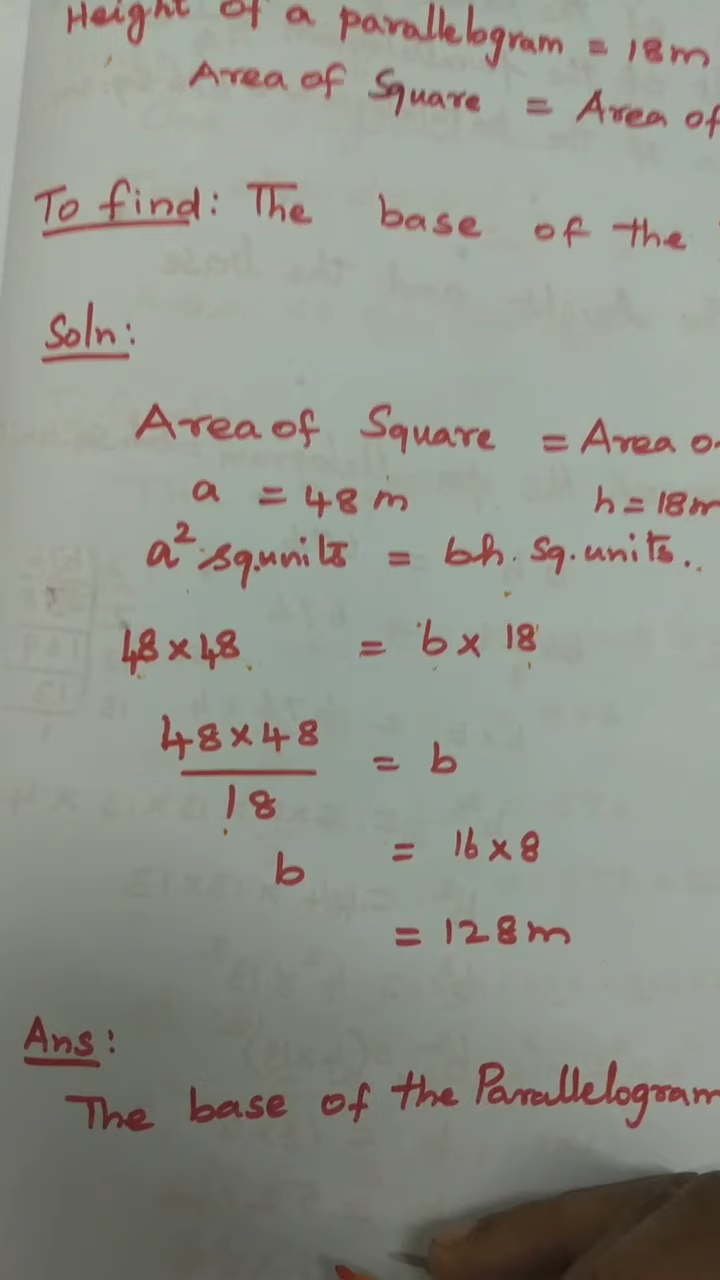 Height of a parallelogram = 18m
Area of Square = Area of
To find: The base of the
Soln:
Area of Square = Area o
a = 48 m h = 18m
a² sq.units = bh. sq. units.
48 × 48 = b × 18
48 × 48
18
= b
b = 16 × 8
= 128m
Ans:
The base of the Parallelogram